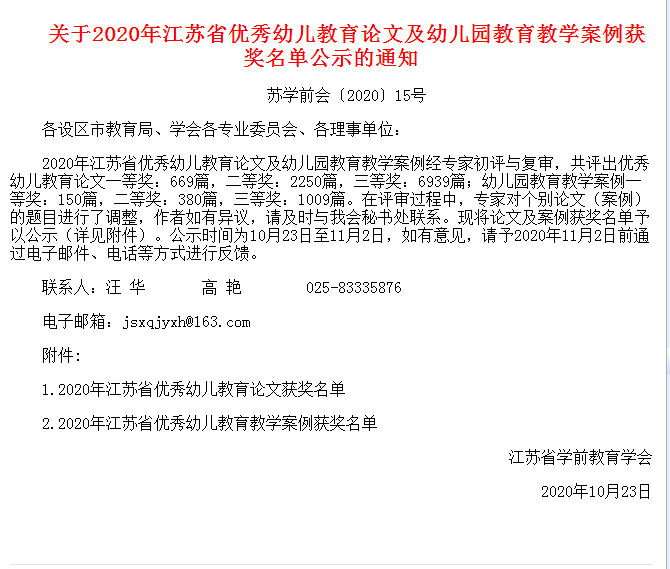 关于2020年江苏省优秀幼儿教育论文及幼儿园教育教学案例获
奖名单公示的通知
苏学前会〔2020〕15号
各设区市教育局、学会各专业委员会、各理事单位：
2020年江苏省优秀幼儿教育论文及幼儿园教育教学案例经专家初评与复审，共评出优秀
幼儿教育论文一等奖：669篇，二等奖：2250篇，三等奖：6939篇；幼儿园教育教学案例一
等奖：150篇，二等奖：380篇，三等奖：1009篇。在评审过程中，专家对个别论文（案例）
的题目进行了调整，作者如有异议，请及时与我会秘书处联系。现将论文及案例获奖名单予
以公示（详见附件）。公示时间为10月23日至11月2日，如有意见，请予2020年11月2日前通
过电子邮件、电话等方式进行反馈。
联系人：汪 华 高 艳 025-83335876
电子邮箱：jsxqjyxh@163.com
附件:
1.2020年江苏省优秀幼儿教育论文获奖名单
2.2020年江苏省优秀幼儿教育教学案例获奖名单
江苏省学前教育学会
2020年10月23日